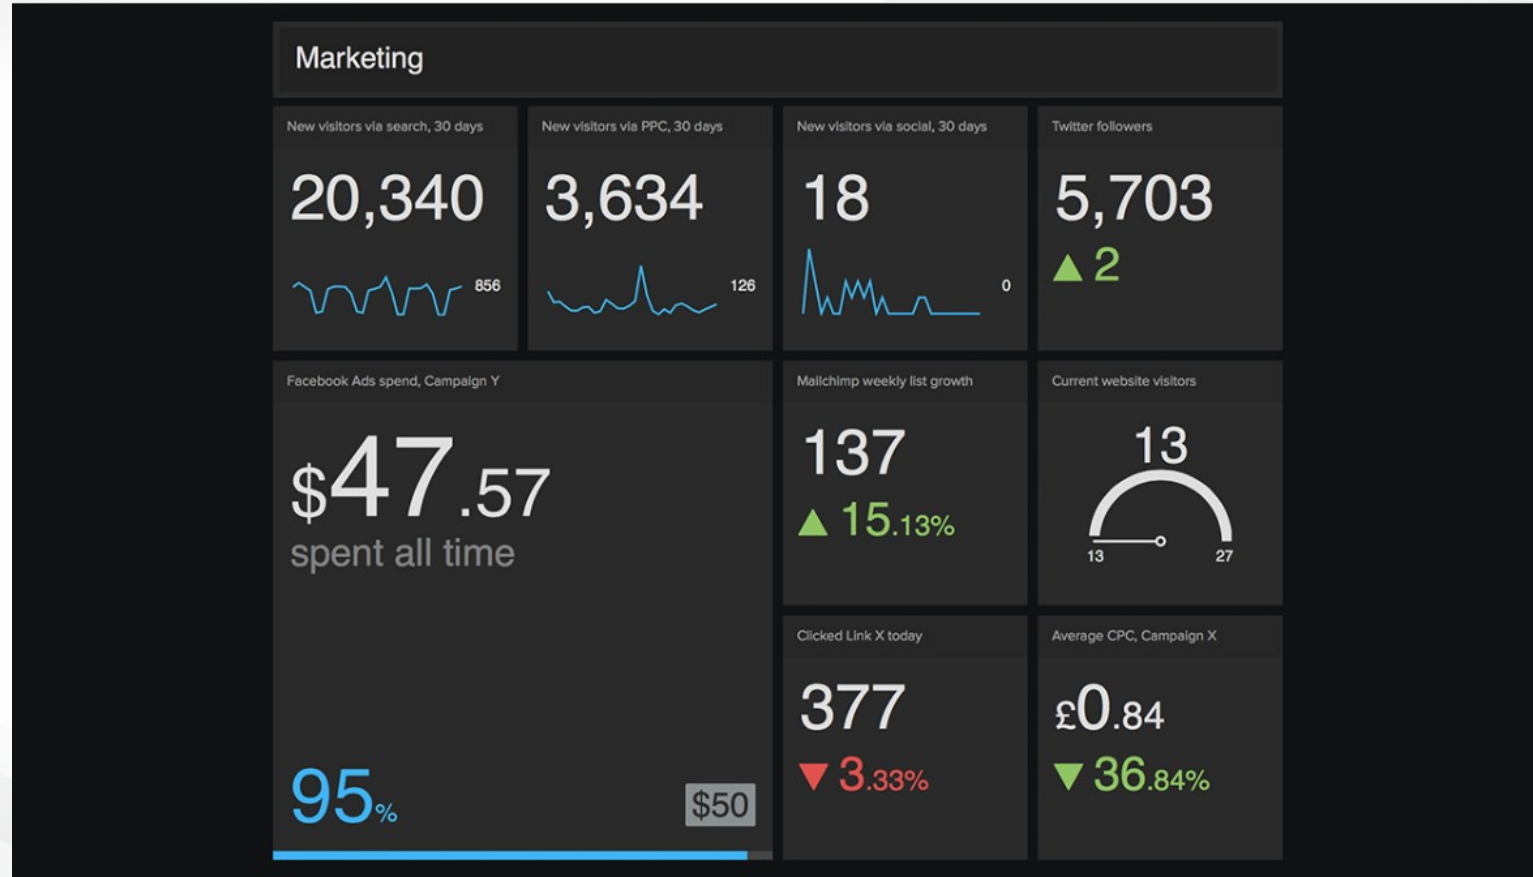 Marketing
New visitors via search, 30 days
20,340
856
New visitors via PPC, 30 days
3,634
126
New visitors via social, 30 days
18
0
Twitter followers
5,703
▲ 2
Facebook Ads spend, Campaign Y
$47.57
spent all time
95%
$50
Mailchimp weekly list growth
137
▲ 15.13%
Current website visitors
13
13 27
Clicked Link X today
377
▼ 3.33%
Average CPC, Campaign X
£0.84
▼ 36.84%